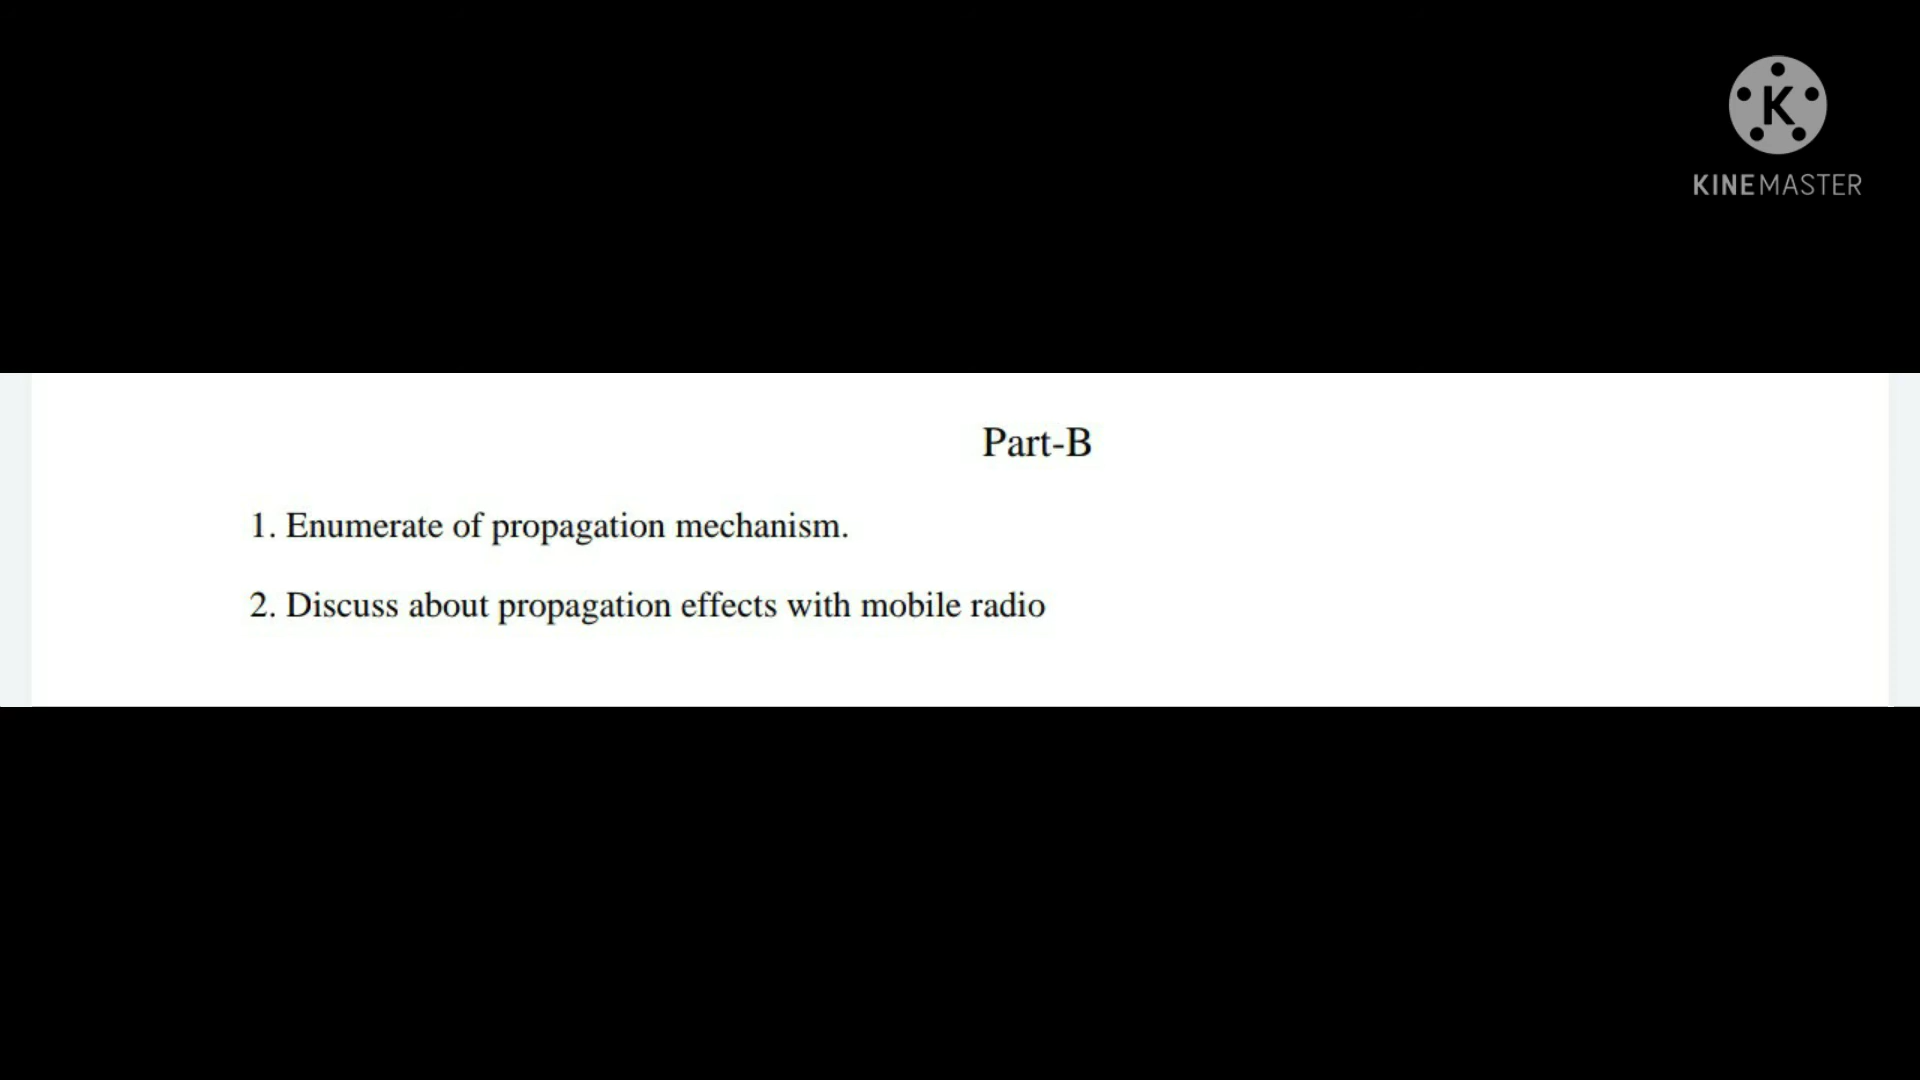 KINEMASTER
Part-B
1. Enumerate of propagation mechanism.
2. Discuss about propagation effects with mobile radio